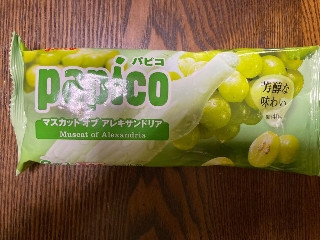 パピコ
papico
マスカット オブ アレキサンドリア
Muscat of Alexandria
芳醇な
味わい